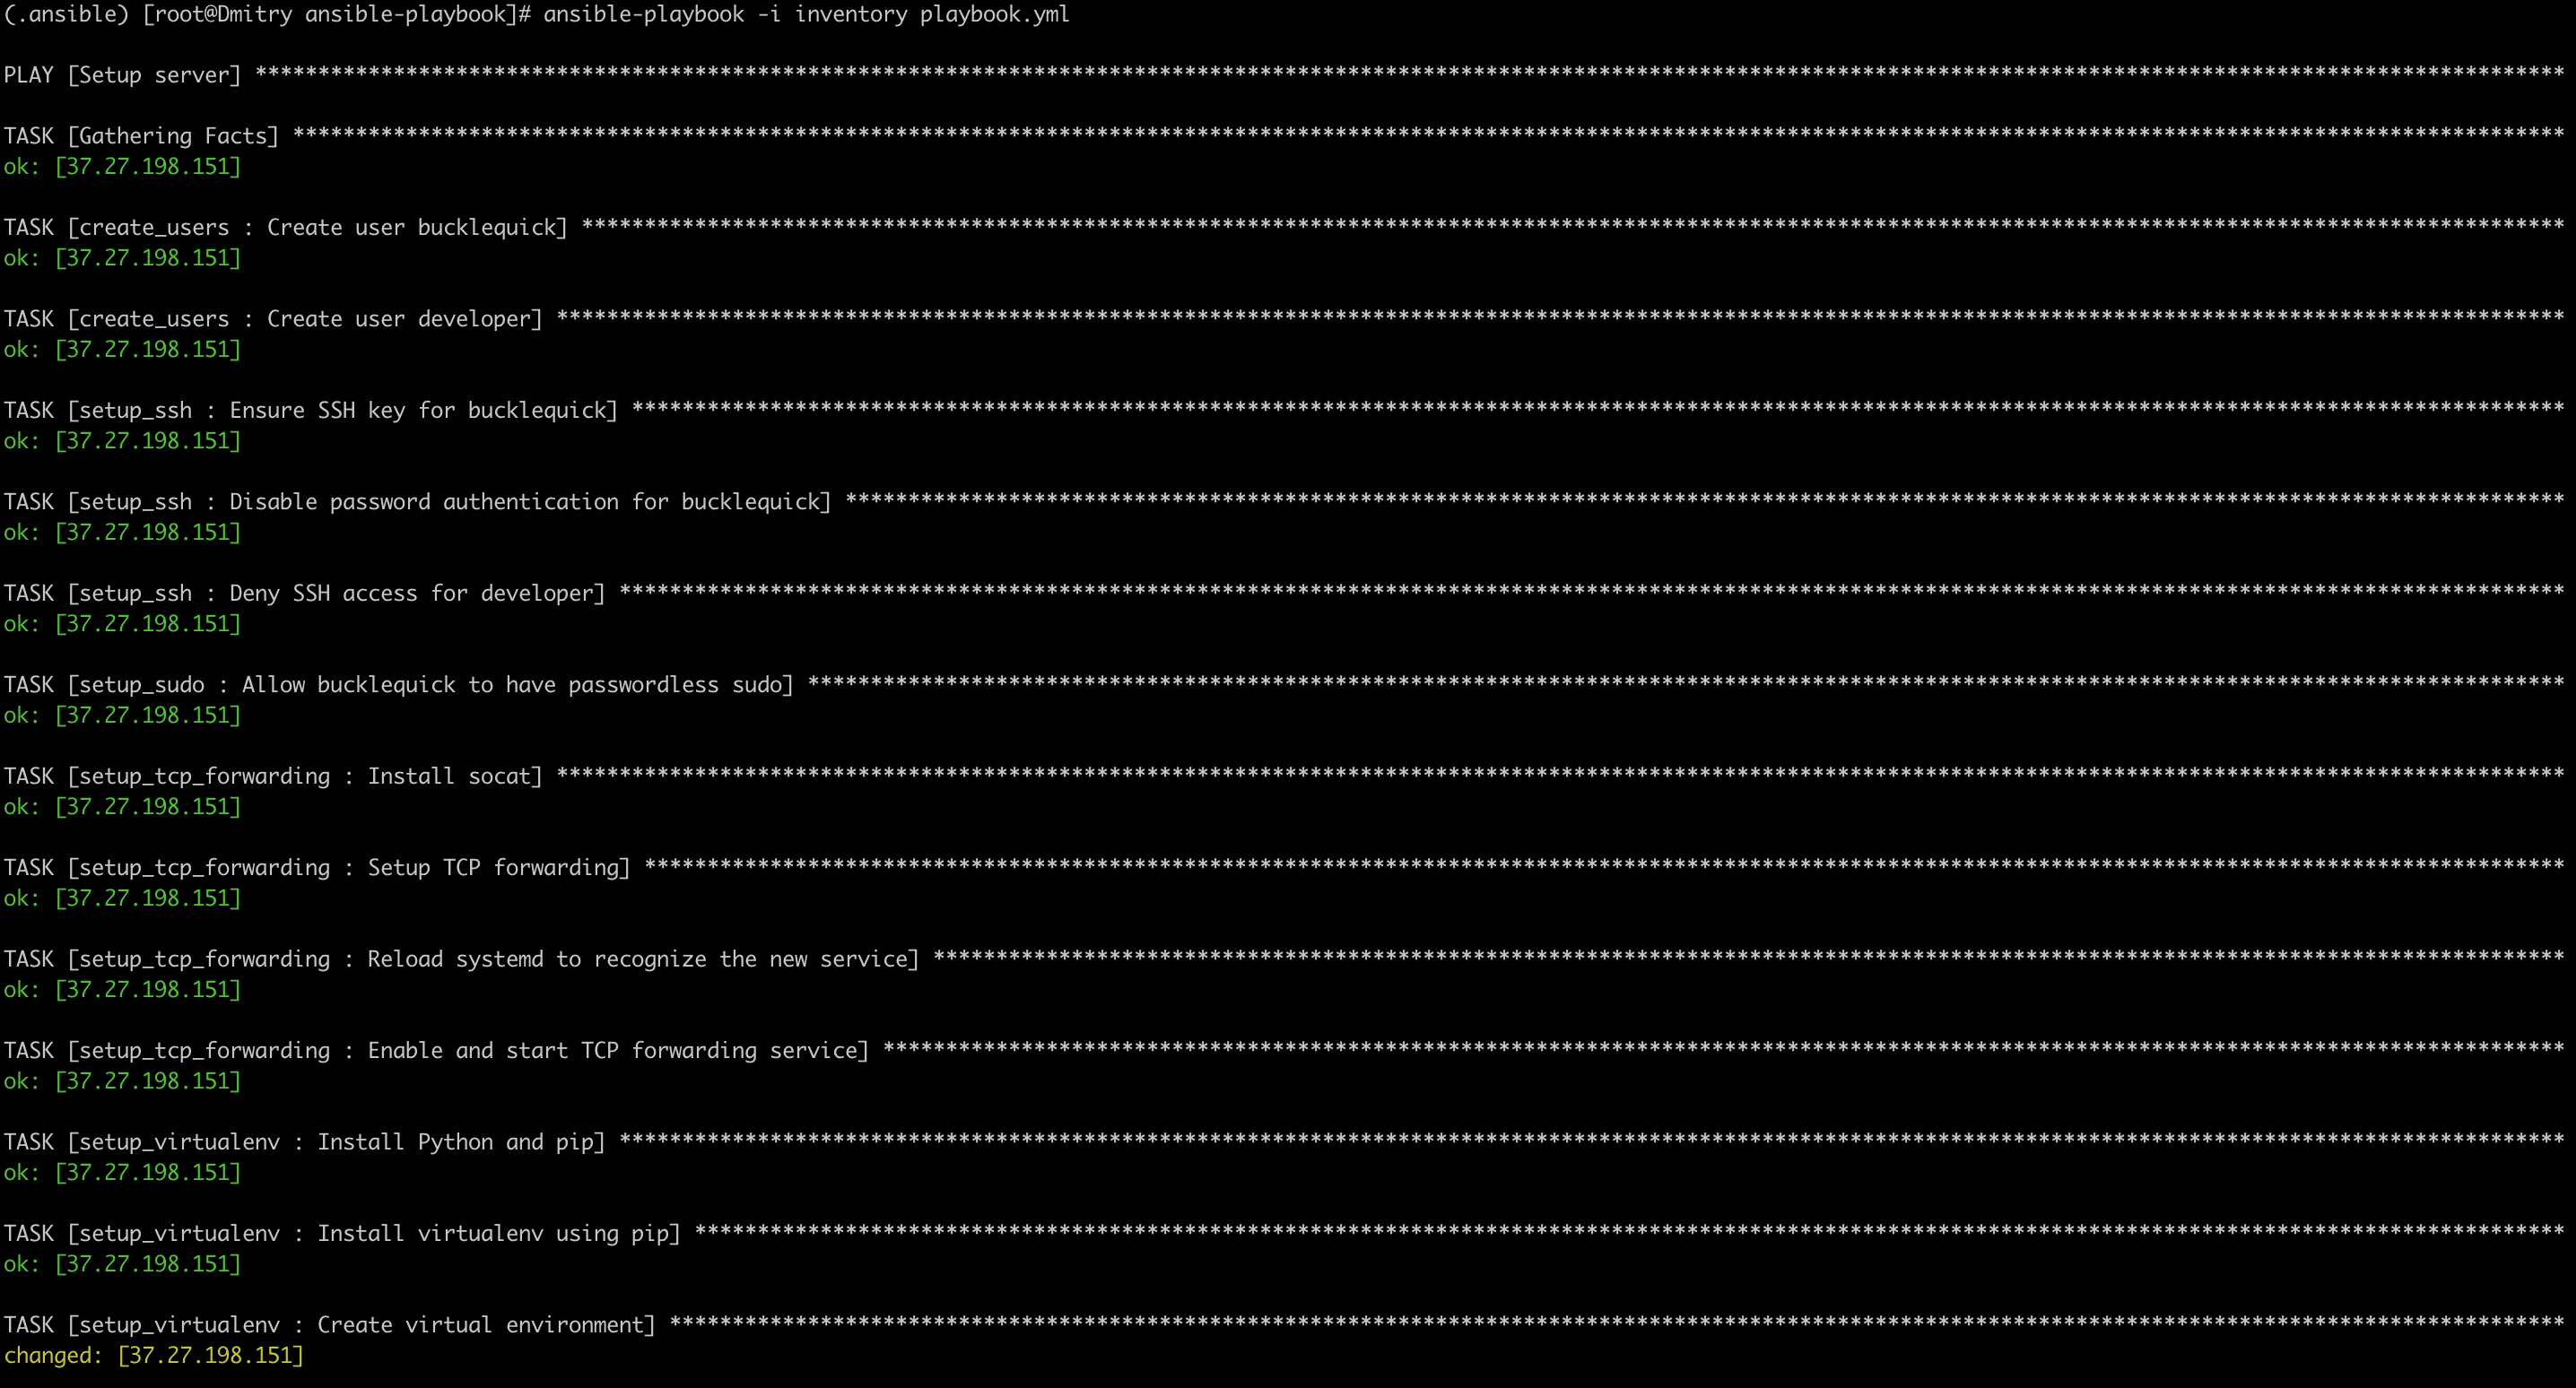 (.ansible) [root@Dmitry ansible-playbook]# ansible-playbook -i inventory playbook.yml
PLAY [Setup server] ****************************************************************************************************************************************************************************************
TASK [Gathering Facts] *************************************************************************************************************************************************************************************
ok: [37.27.198.151]
TASK [create_users : Create user bucklequick] **************************************************************************************************************************************************************
ok: [37.27.198.151]
TASK [create_users : Create user developer] ****************************************************************************************************************************************************************
ok: [37.27.198.151]
TASK [setup_ssh : Ensure SSH key for bucklequick] **********************************************************************************************************************************************************
ok: [37.27.198.151]
TASK [setup_ssh : Disable password authentication for bucklequick] *****************************************************************************************************************************************
ok: [37.27.198.151]
TASK [setup_ssh : Deny SSH access for developer] ***********************************************************************************************************************************************************
ok: [37.27.198.151]
TASK [setup_sudo : Allow bucklequick to have passwordless sudo] ********************************************************************************************************************************************
ok: [37.27.198.151]
TASK [setup_tcp_forwarding : Install socat] ****************************************************************************************************************************************************************
ok: [37.27.198.151]
TASK [setup_tcp_forwarding : Setup TCP forwarding] *********************************************************************************************************************************************************
ok: [37.27.198.151]
TASK [setup_tcp_forwarding : Reload systemd to recognize the new service] **********************************************************************************************************************************
ok: [37.27.198.151]
TASK [setup_tcp_forwarding : Enable and start TCP forwarding service] **************************************************************************************************************************************
ok: [37.27.198.151]
TASK [setup_virtualenv : Install Python and pip] ***********************************************************************************************************************************************************
ok: [37.27.198.151]
TASK [setup_virtualenv : Install virtualenv using pip] *****************************************************************************************************************************************************
ok: [37.27.198.151]
TASK [setup_virtualenv : Create virtual environment] *******************************************************************************************************************************************************
changed: [37.27.198.151]